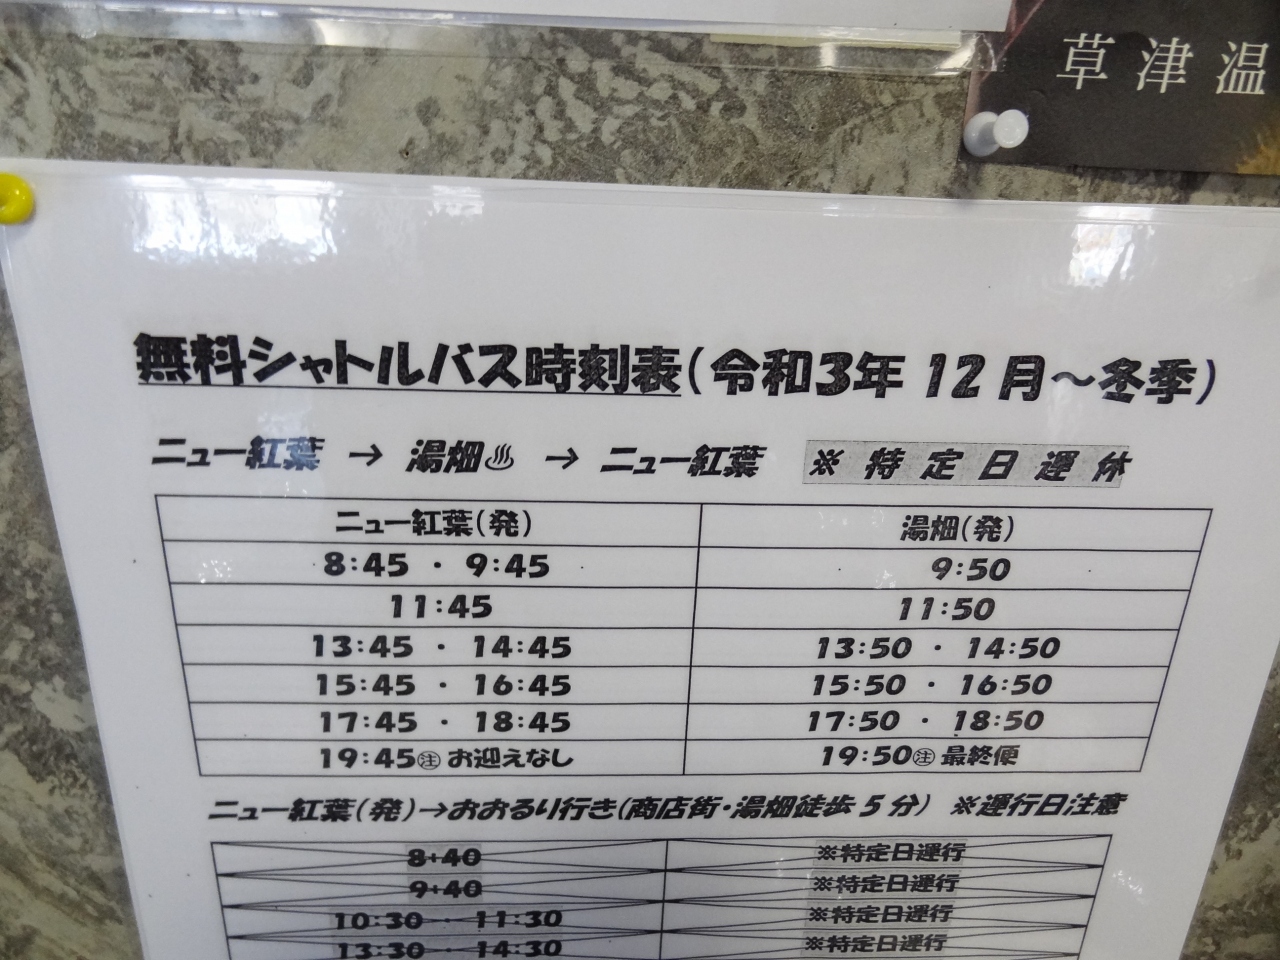 草津温
無料シャトルバス時刻表(令和3年 12月～冬季)
ニュー紅葉 → 湯畑♨ → ニュー紅葉 ※特定日運休
ニュー紅葉(発) 湯畑(発)
8:45 ・ 9:45 9:50
11:45 11:50
13:45 ・ 14:45 13:50 ・ 14:50
15:45 ・ 16:45 15:50 ・ 16:50
17:45 ・ 18:45 17:50 ・ 18:50
19:45㊟お迎えなし 19:50㊟最終便
ニュー紅葉(発)→おおるり行き(商店街・湯畑徒歩5分) ※運行日注意
8:40 ※特定日運行
9:40 ※特定日運行
10:30 ・ 11:30 ※特定日運行
13:30 ・ 14:30 ※特定日運行